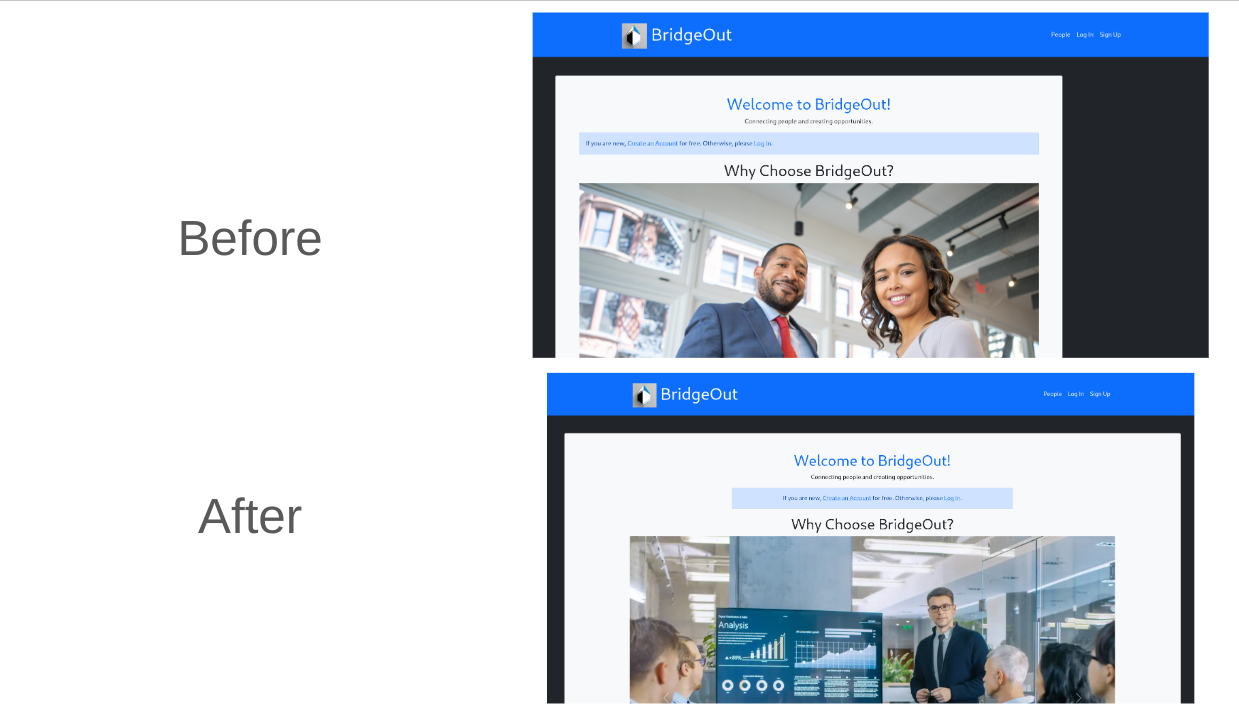 Before
BridgeOut
People Log In Sign Up
Welcome to BridgeOut!
Connecting people and creating opportunities.
If you are new, Create an Account for free. Otherwise, please Log In.
Why Choose BridgeOut?
After
BridgeOut
People Log In Sign Up
Welcome to BridgeOut!
Connecting people and creating opportunities.
If you are new, Create an Account for free. Otherwise, please Log In.
Why Choose BridgeOut?
Analysis